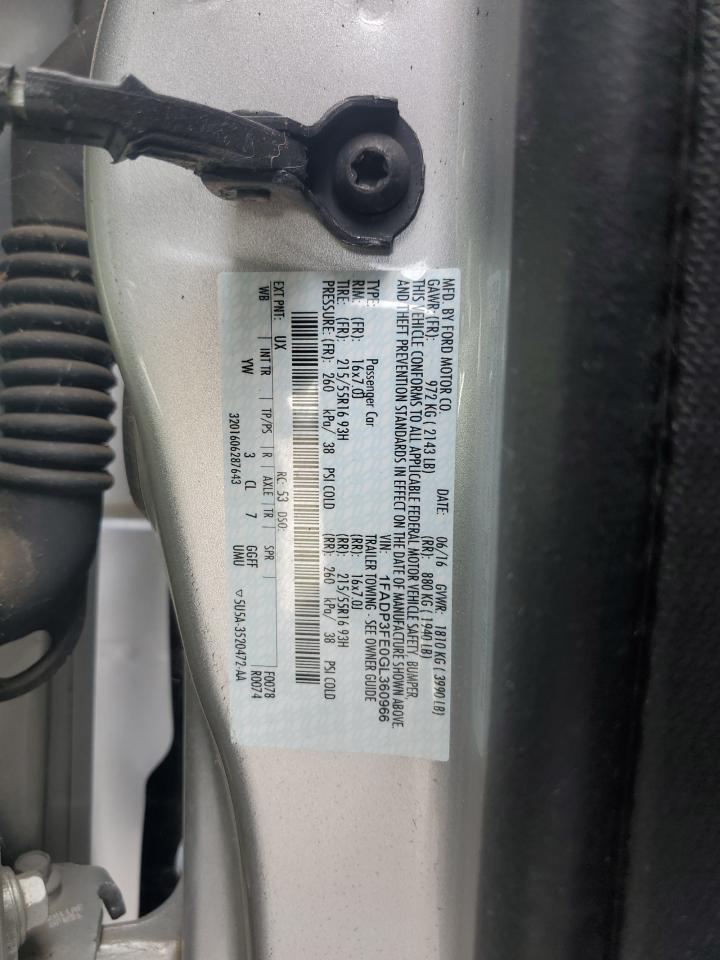 MFD. BY FORD MOTOR CO.
DATE: 06/16 GVWR: 1810 KG ( 3990 LB)
GAWR: (FR): 972 KG ( 2143 LB) (RR): 880 KG ( 1940 LB)
THIS VEHICLE CONFORMS TO ALL APPLICABLE FEDERAL MOTOR VEHICLE SAFETY, BUMPER,
AND THEFT PREVENTION STANDARDS IN EFFECT ON THE DATE OF MANUFACTURE SHOWN ABOVE.
VIN: 1FADP3FE0GL360966
TYPE: Passenger Car TRAILER TOWING - SEE OWNER GUIDE
RIM: (FR): 16x7.0J (RR): 16x7.0J
TIRE: (FR): 215/55R16 93H (RR): 215/55R16 93H
PRESSURE: (FR): 260 kPa/ 38 PSI COLD (RR): 260 kPa/ 38 PSI COLD
EXT PNT: UX RC: 53 DSO: F0078
WB INT TR TP/PS R AXLE TR SPR R0074
YW 3 CL 7 GGFF
UMU
3201606287643 ▽ 5U5A-3520472-AA